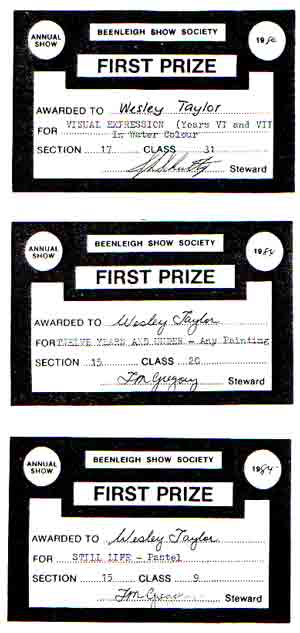 ANNUAL SHOW
BEENLEIGH SHOW SOCIETY
FIRST PRIZE
AWARDED TO Wesley Taylor
FOR VISUAL EXPRESSION (Years VI and VII
In Water Colour
SECTION 17 CLASS 31
Steward
ANNUAL SHOW
BEENLEIGH SHOW SOCIETY
1984
FIRST PRIZE
AWARDED TO Wesley Taylor
FOR TWELVE YEARS AND UNDER - Any Painting
SECTION 15 CLASS 20
Steward
ANNUAL SHOW
BEENLEIGH SHOW SOCIETY
1984
FIRST PRIZE
AWARDED TO Wesley Taylor
FOR STILL LIFE - Pastel
SECTION 15 CLASS 9
Steward